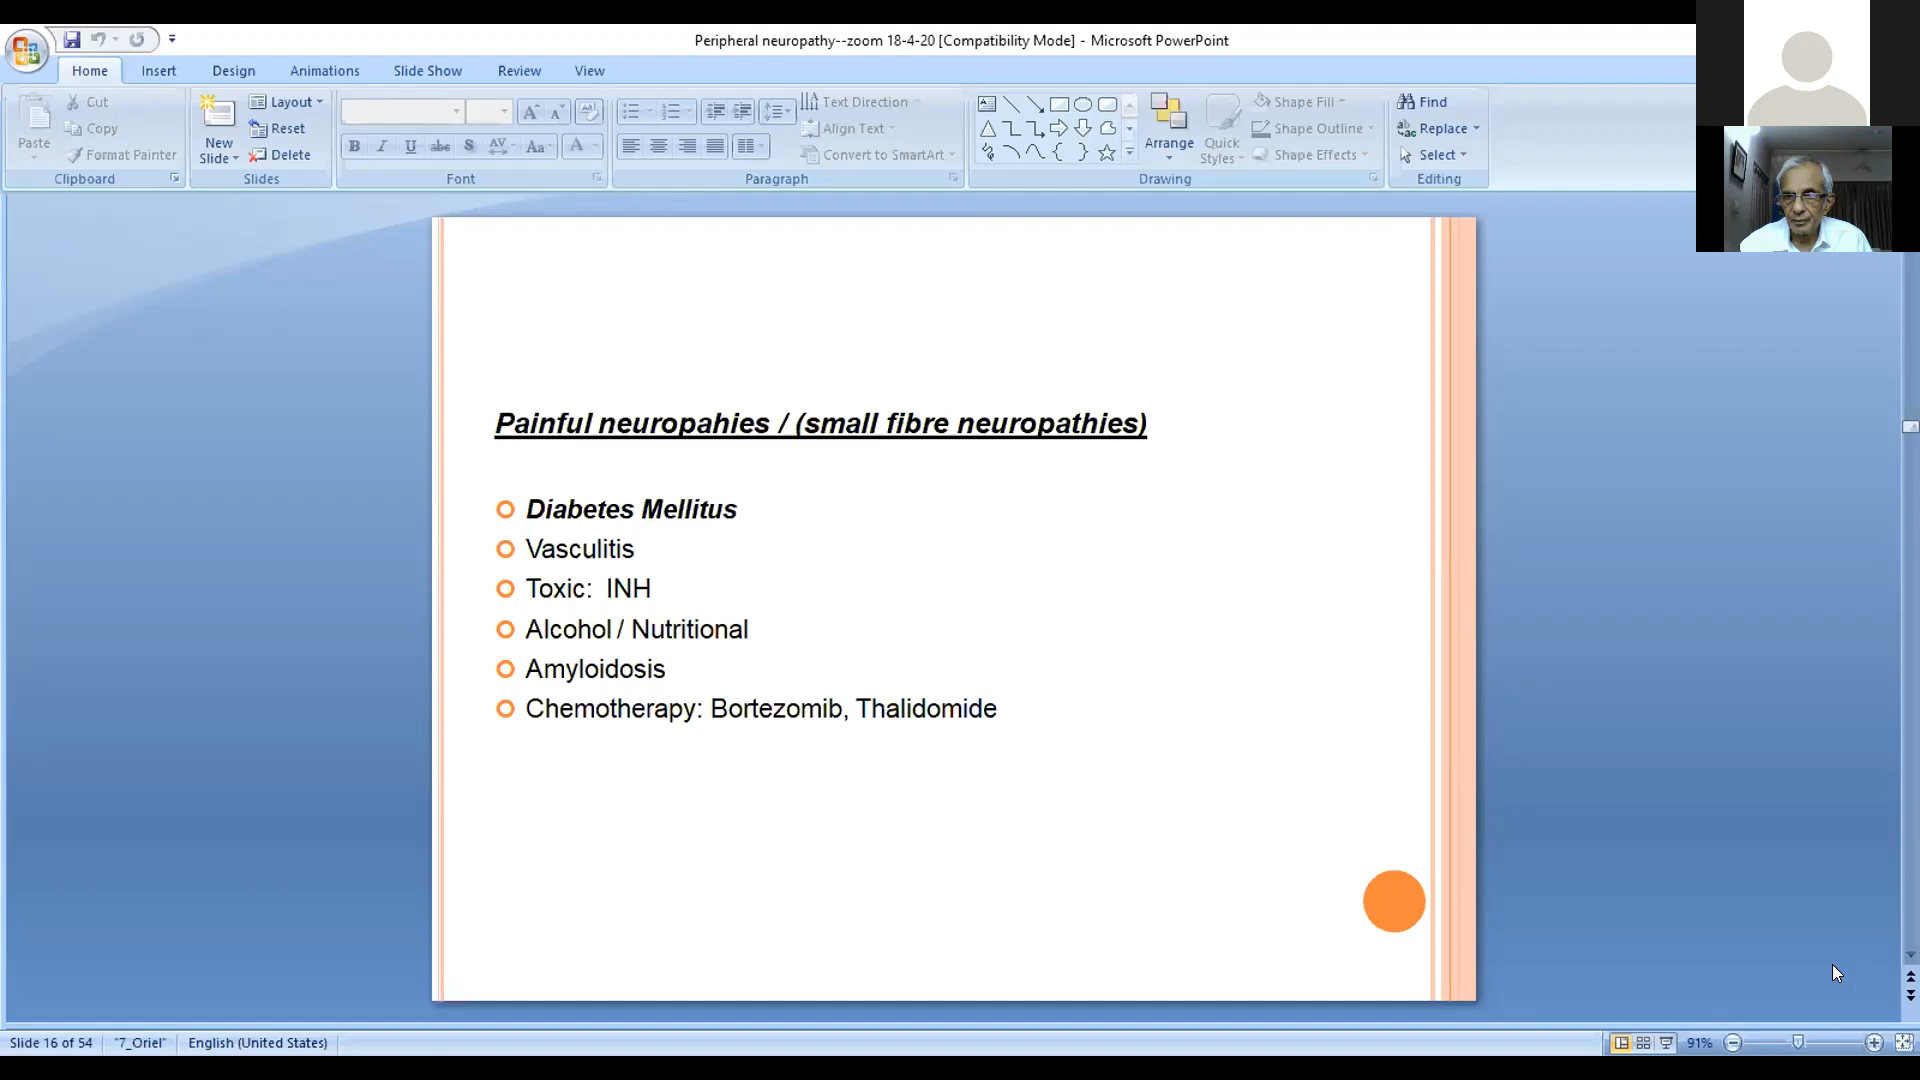 Peripheral neuropathy--zoom 18-4-20 [Compatibility Mode] - Microsoft PowerPoint
Home Insert Design Animations Slide Show Review View
Paste
Cut
Copy
Format Painter
Clipboard
New Slide
Layout
Reset
Delete
Slides
Font
Text Direction
Align Text
Convert to SmartArt
Paragraph
Arrange
Quick Styles
Shape Fill
Shape Outline
Shape Effects
Drawing
Find
Replace
Select
Editing
Painful neuropahies / (small fibre neuropathies)
Diabetes Mellitus
Vasculitis
Toxic: INH
Alcohol / Nutritional
Amyloidosis
Chemotherapy: Bortezomib, Thalidomide
Slide 16 of 54 "7_Oriel" English (United States) 91%